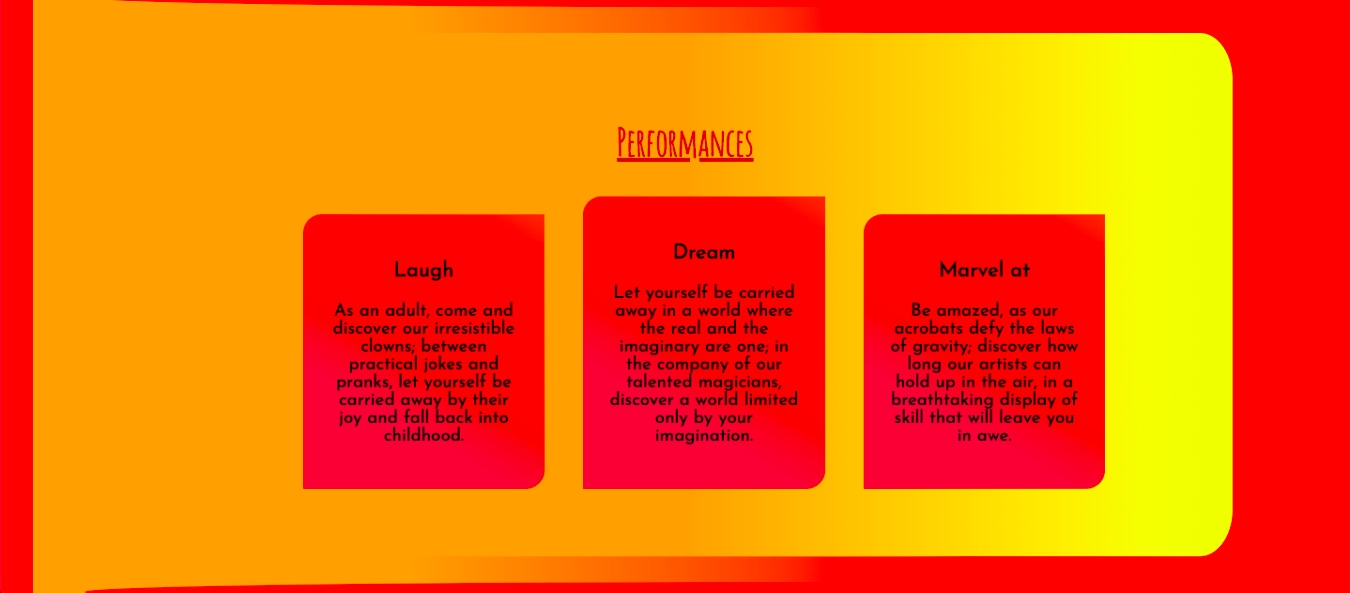 Performances
Laugh
As an adult, come and
discover our irresistible
clowns; between
practical jokes and
pranks, let yourself be
carried away by their
joy and fall back into
childhood.
Dream
Let yourself be carried
away in a world where
the real and the
imaginary are one; in
the company of our
talented magicians,
discover a world limited
only by your
imagination.
Marvel at
Be amazed, as our
acrobats defy the laws
of gravity; discover how
long our artists can
hold up in the air, in a
breathtaking display of
skill that will leave you
in awe.